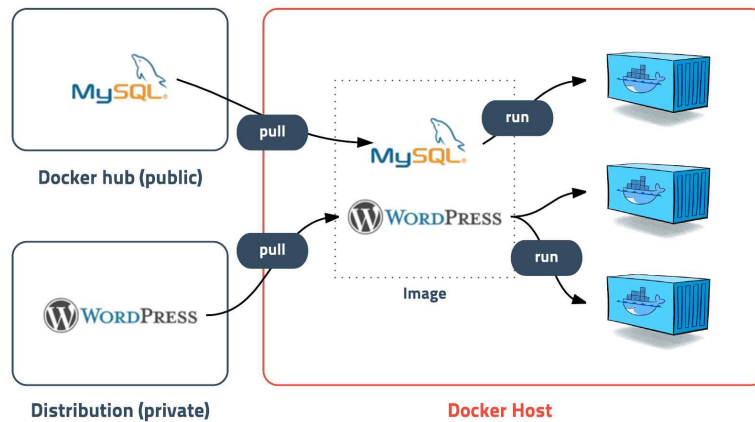 MySQL®
Docker hub (public)
pull
MySQL®
run
WORDPRESS
pull
run
Image
WORDPRESS
Distribution (private)
Docker Host